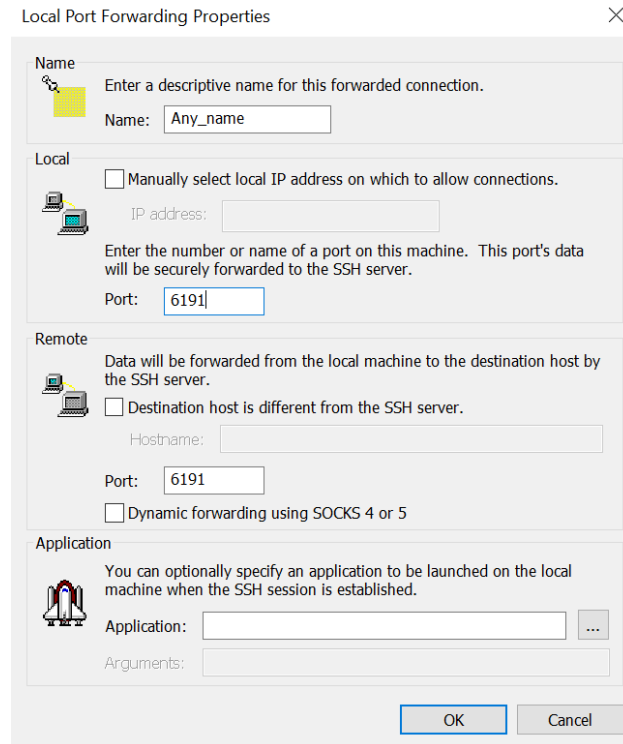 Local Port Forwarding Properties
Name
Enter a descriptive name for this forwarded connection.
Name: Any_name
Local
Manually select local IP address on which to allow connections.
IP address:
Enter the number or name of a port on this machine.  This port's data
will be securely forwarded to the SSH server.
Port: 6191
Remote
Data will be forwarded from the local machine to the destination host by
the SSH server.
Destination host is different from the SSH server.
Hostname:
Port: 6191
Dynamic forwarding using SOCKS 4 or 5
Application
You can optionally specify an application to be launched on the local
machine when the SSH session is established.
Application: ...
Arguments:
OK Cancel